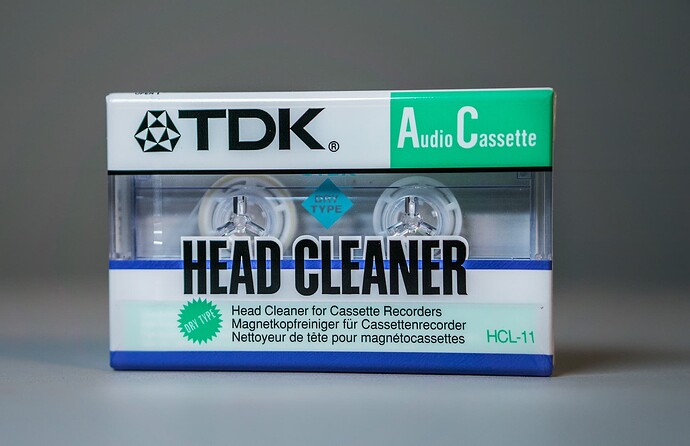 TDK®
Audio Cassette
DRY
TYPE
HEAD CLEANER
DRY TYPE
Head Cleaner for Cassette Recorders
Magnetkopfreiniger für Cassettenrecorder
Nettoyeur de tête pour magnétocassettes
HCL-11